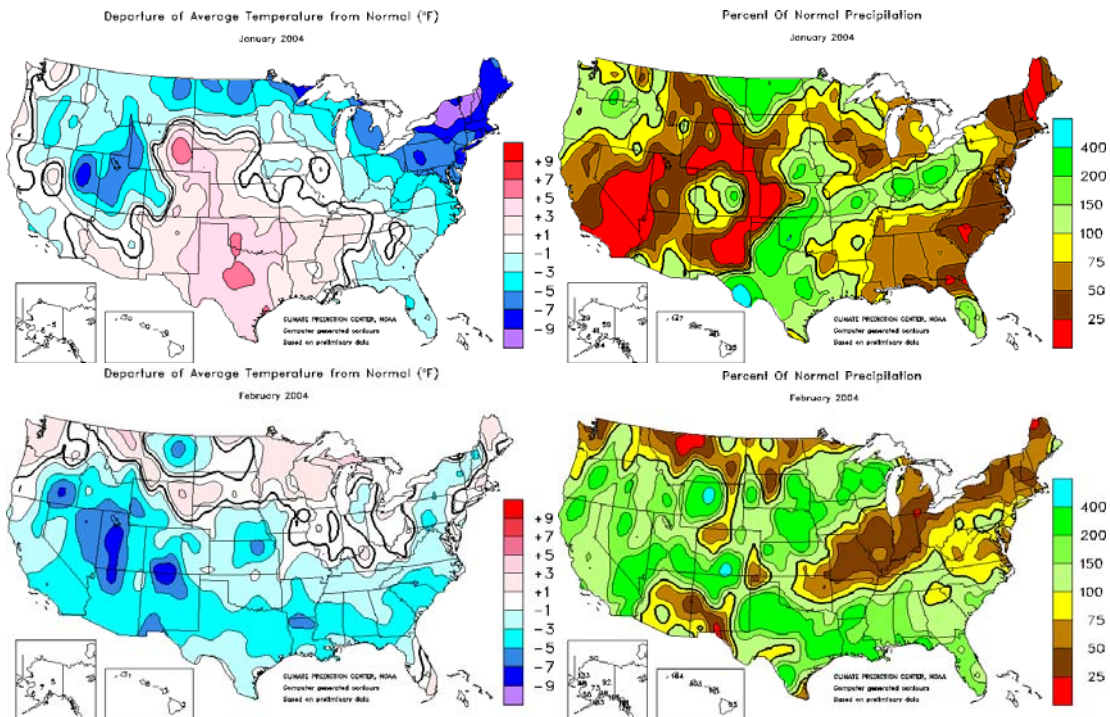 Departure of Average Temperature from Normal (°F)
January 2004
+9
+7
+5
+3
+1
-1
-3
-5
-7
-9
CLIMATE PREDICTION CENTER, NOAA
Computer generated contours
Based on preliminary data
Percent Of Normal Precipitation
January 2004
400
200
150
100
75
50
25
CLIMATE PREDICTION CENTER, NOAA
Computer generated contours
Based on preliminary data
Departure of Average Temperature from Normal (°F)
February 2004
+9
+7
+5
+3
+1
-1
-3
-5
-7
-9
CLIMATE PREDICTION CENTER, NOAA
Computer generated contours
Based on preliminary data
Percent Of Normal Precipitation
February 2004
400
200
150
100
75
50
25
CLIMATE PREDICTION CENTER, NOAA
Computer generated contours
Based on preliminary data